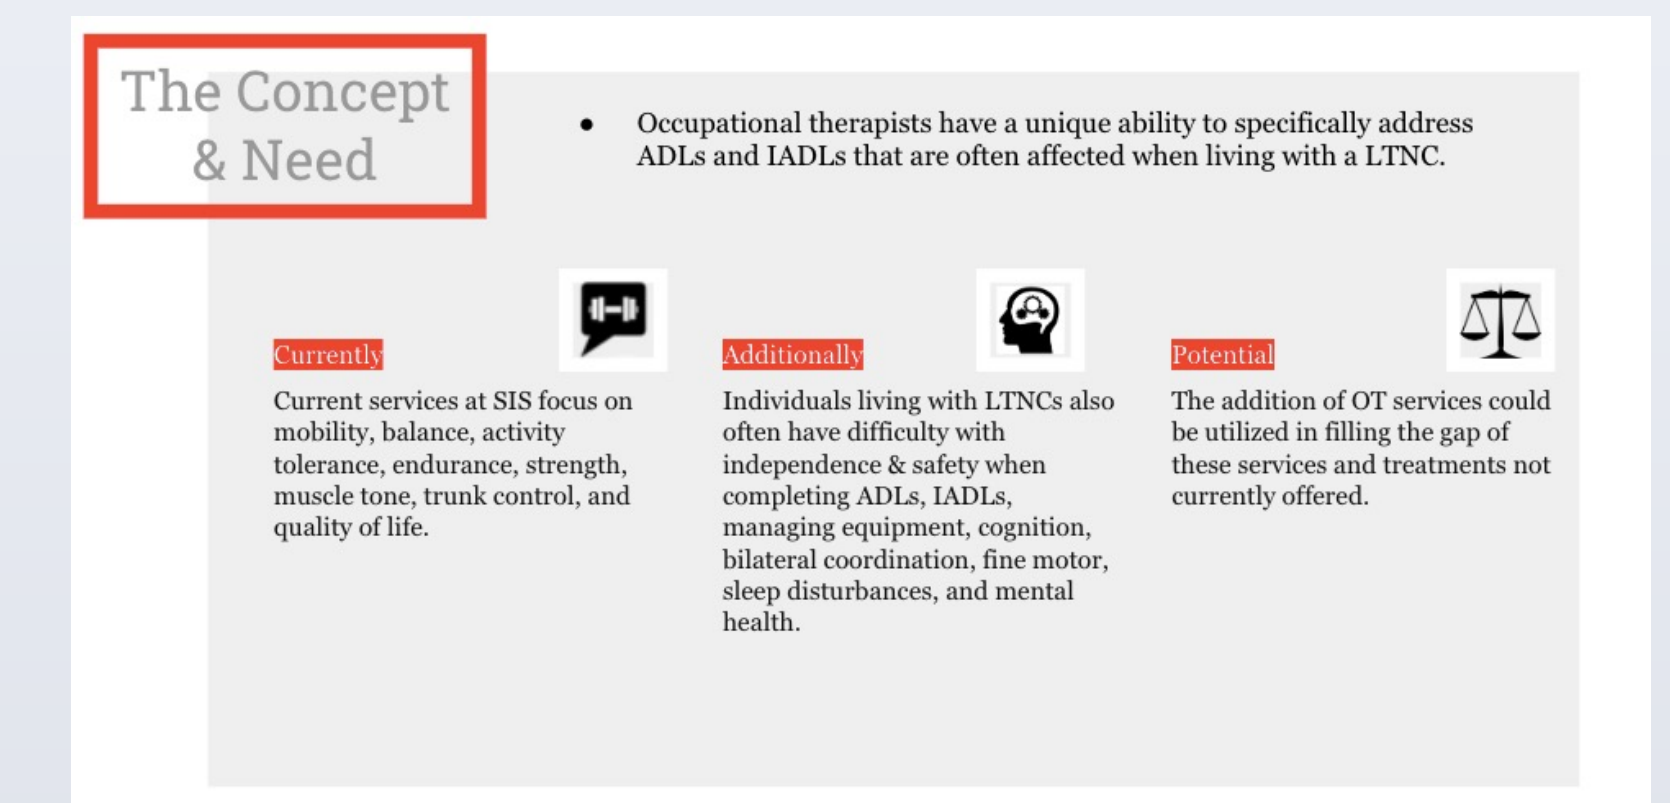 The Concept
& Need
● Occupational therapists have a unique ability to specifically address
ADLs and IADLs that are often affected when living with a LTNC.
Currently
Current services at SIS focus on
mobility, balance, activity
tolerance, endurance, strength,
muscle tone, trunk control, and
quality of life.
Additionally
Individuals living with LTNCs also
often have difficulty with
independence & safety when
completing ADLs, IADLs,
managing equipment, cognition,
bilateral coordination, fine motor,
sleep disturbances, and mental
health.
Potential
The addition of OT services could
be utilized in filling the gap of
these services and treatments not
currently offered.